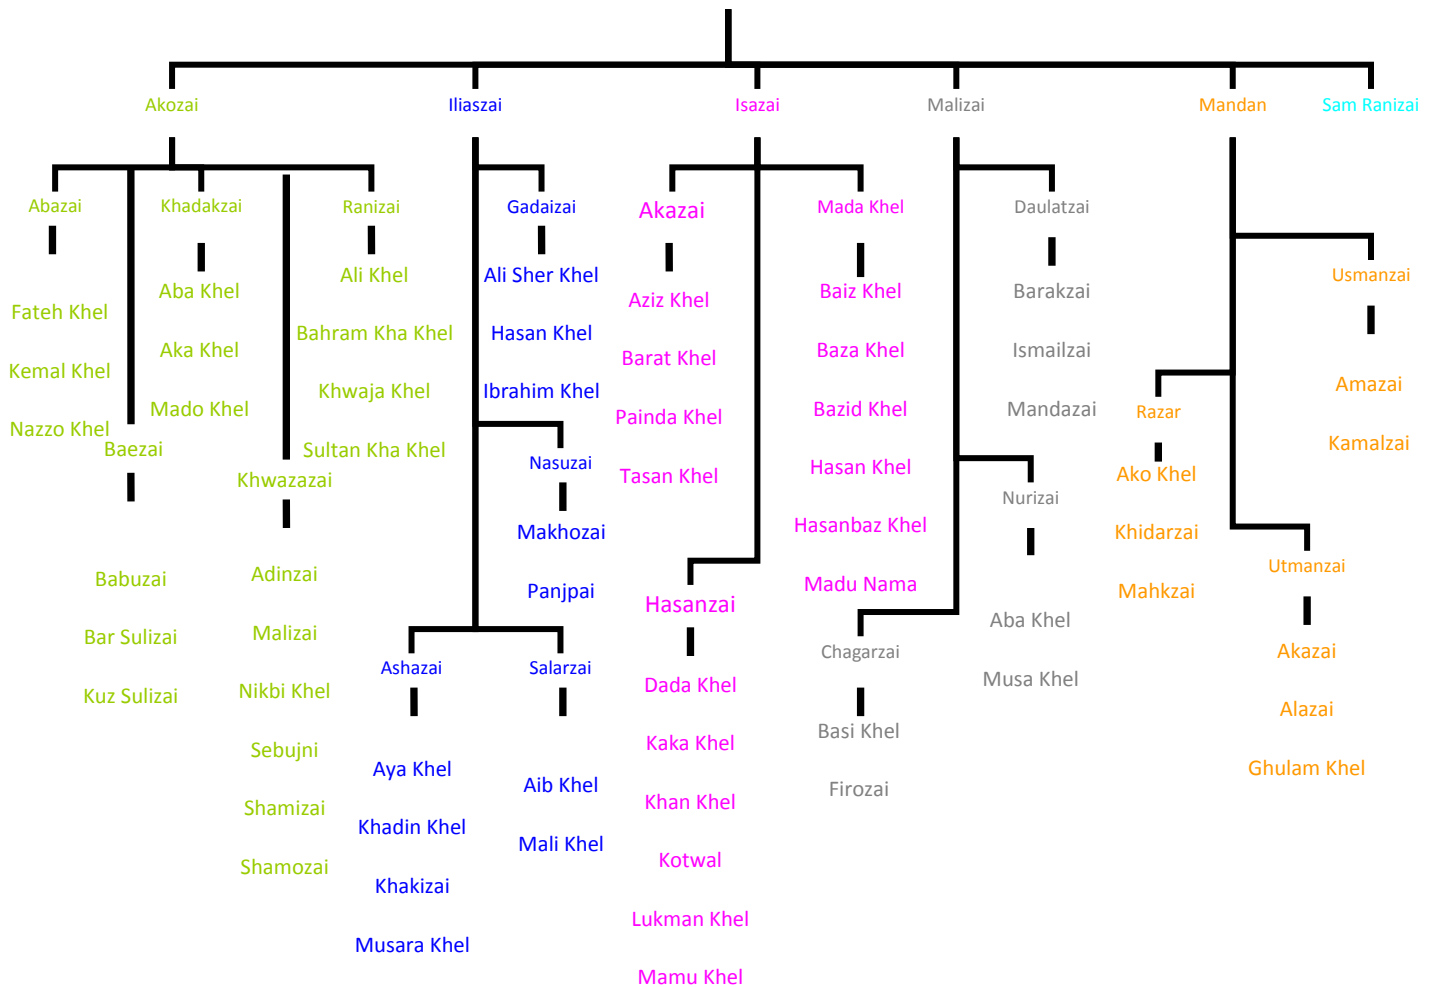 Akozai
Iliaszai
Isazai
Malizai
Mandan
Sam Ranizai
Abazai
Fateh Khel
Kemal Khel
Nazzo Khel
Baezai
Babuzai
Bar Sulizai
Kuz Sulizai
Khadakzai
Aba Khel
Aka Khel
Mado Khel
Khwazazai
Adinzai
Malizai
Nikbi Khel
Sebujni
Shamizai
Shamozai
Ranizai
Ali Khel
Bahram Kha Khel
Khwaja Khel
Sultan Kha Khel
Gadaizai
Ali Sher Khel
Hasan Khel
Ibrahim Khel
Nasuzai
Makhozai
Panjpai
Ashazai
Aya Khel
Khadin Khel
Khakizai
Musara Khel
Salarzai
Aib Khel
Mali Khel
Akazai
Aziz Khel
Barat Khel
Painda Khel
Tasan Khel
Hasanzai
Dada Khel
Kaka Khel
Khan Khel
Kotwal
Lukman Khel
Mamu Khel
Mada Khel
Baiz Khel
Baza Khel
Bazid Khel
Hasan Khel
Hasanbaz Khel
Madu Nama
Daulatzai
Barakzai
Ismailzai
Mandazai
Nurizai
Aba Khel
Musa Khel
Chagarzai
Basi Khel
Firozai
Usmanzai
Amazai
Kamalzai
Razar
Ako Khel
Khidarzai
Mahkzai
Utmanzai
Akazai
Alazai
Ghulam Khel